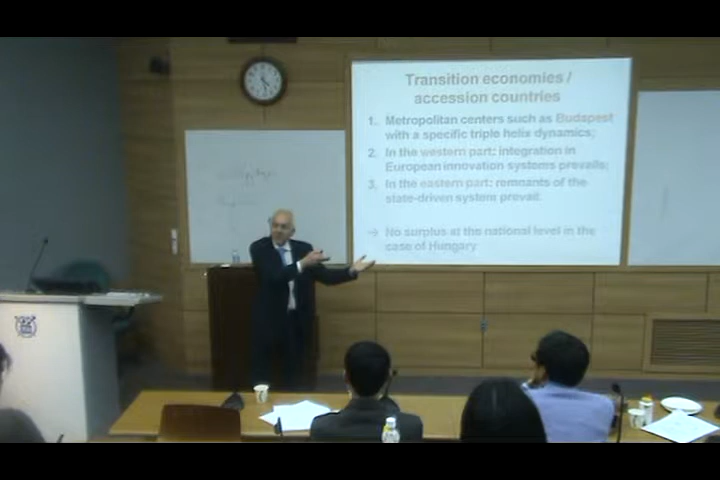 Transition economies /
accession countries
1. Metropolitan centers such as Budapest
with a specific triple helix dynamics;
2. In the western part: integration in
European innovation systems prevails;
3. In the eastern part: remnants of the
state-driven system prevail.
→ No surplus at the national level in the
case of Hungary